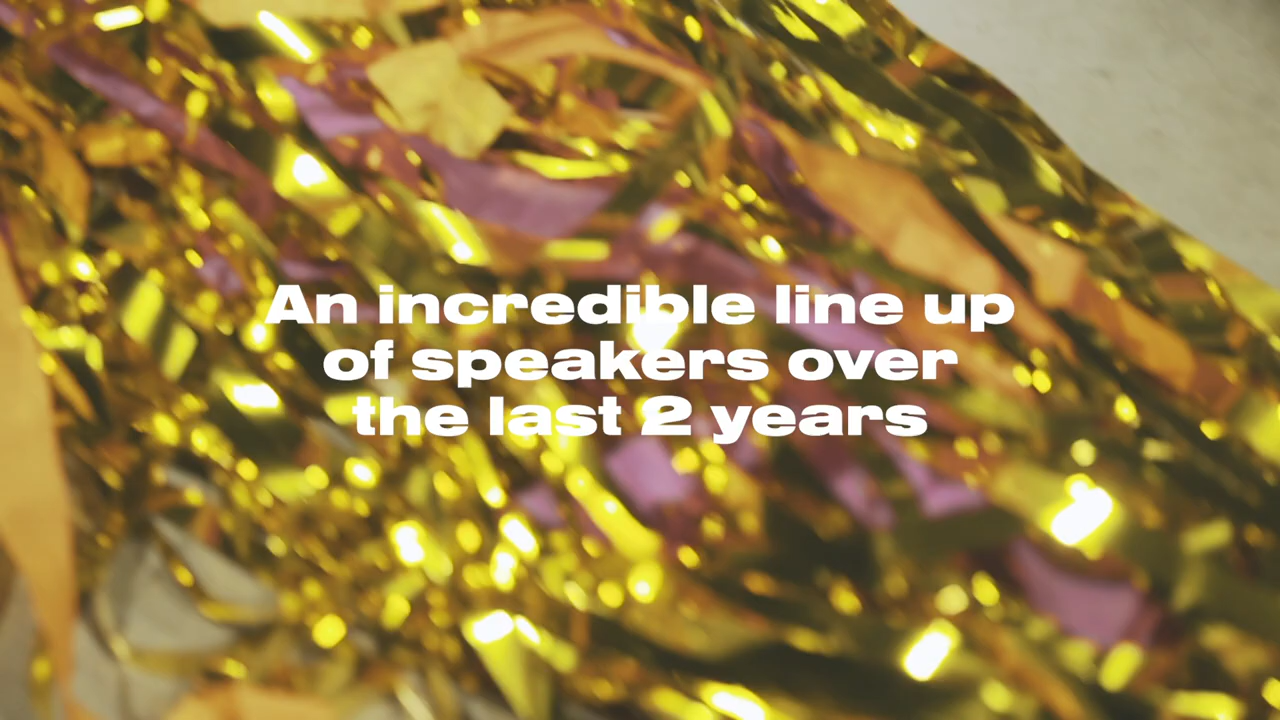 An incredible line up
of speakers over
the last 2 years